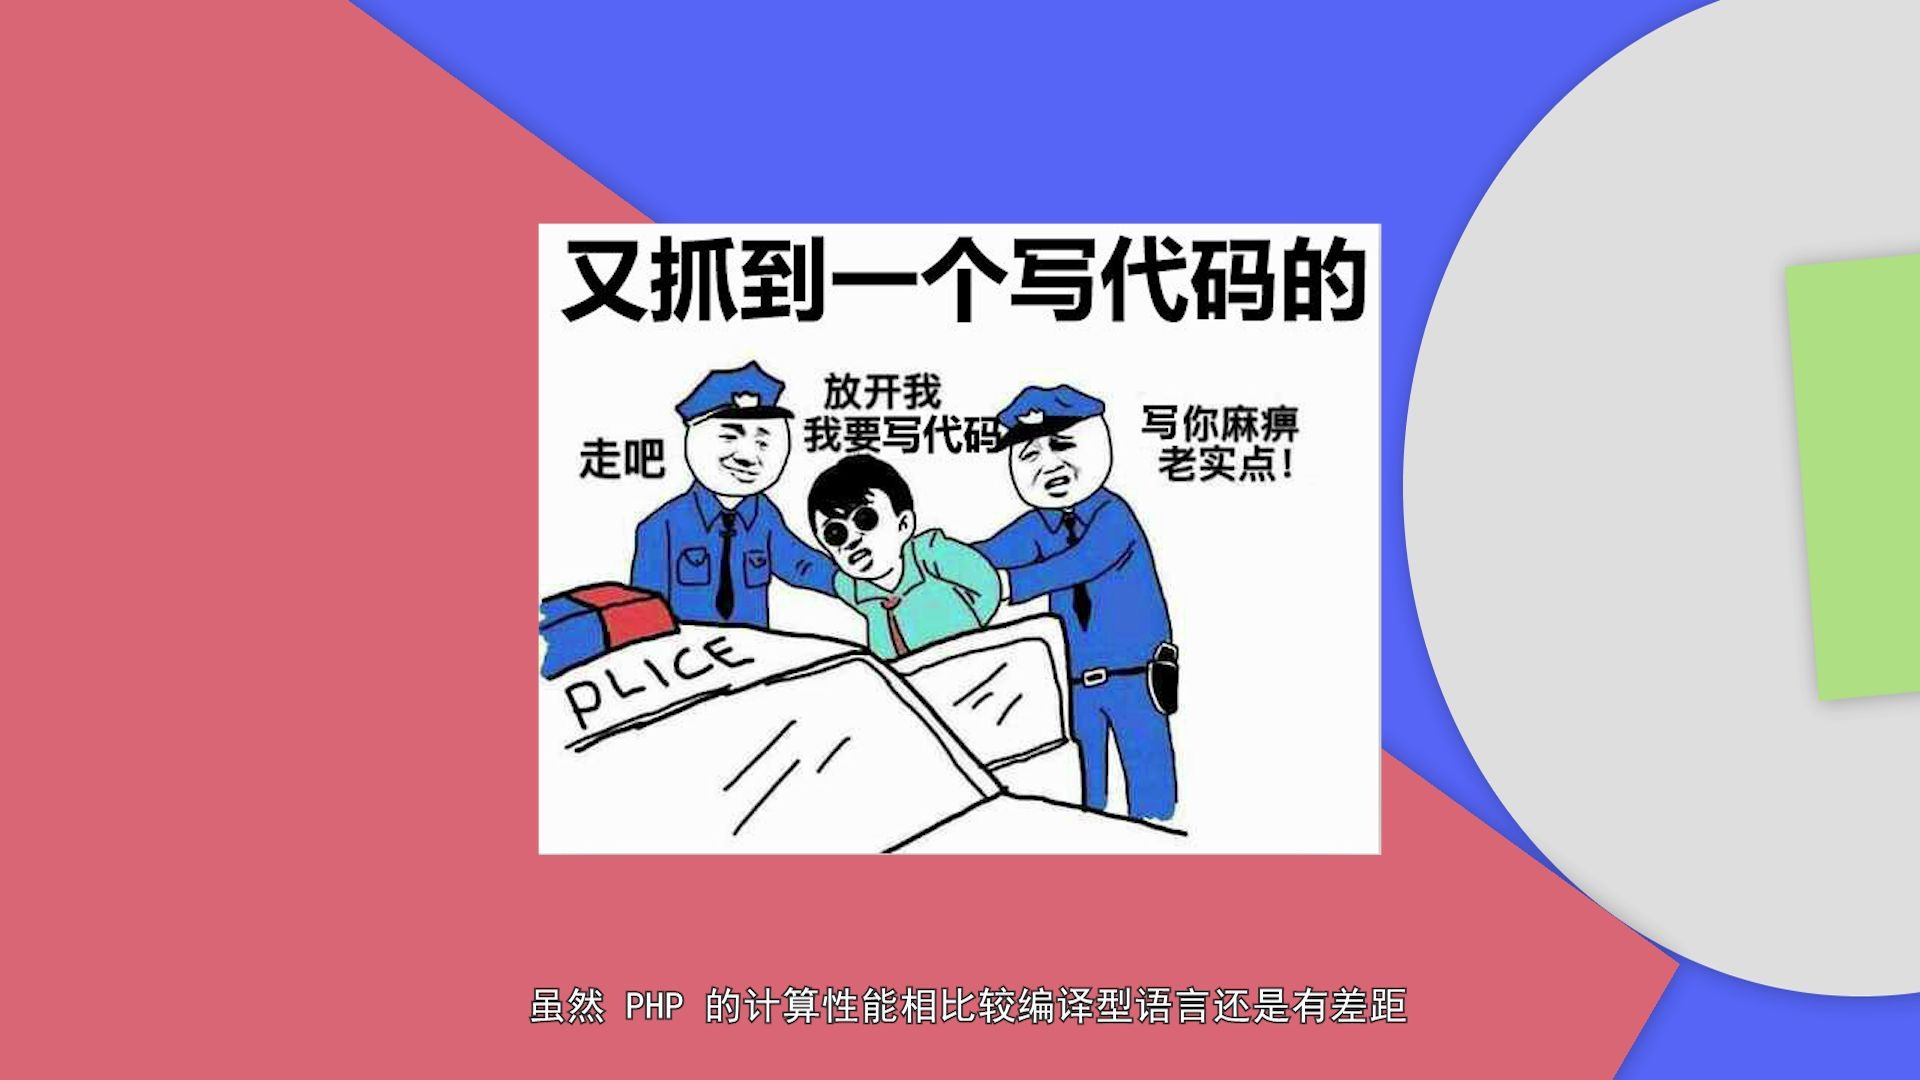 又抓到一个写代码的
走吧
放开我
我要写代码
写你麻痹
老实点!
PLICE
虽然 PHP 的计算性能相比较编译型语言还是有差距